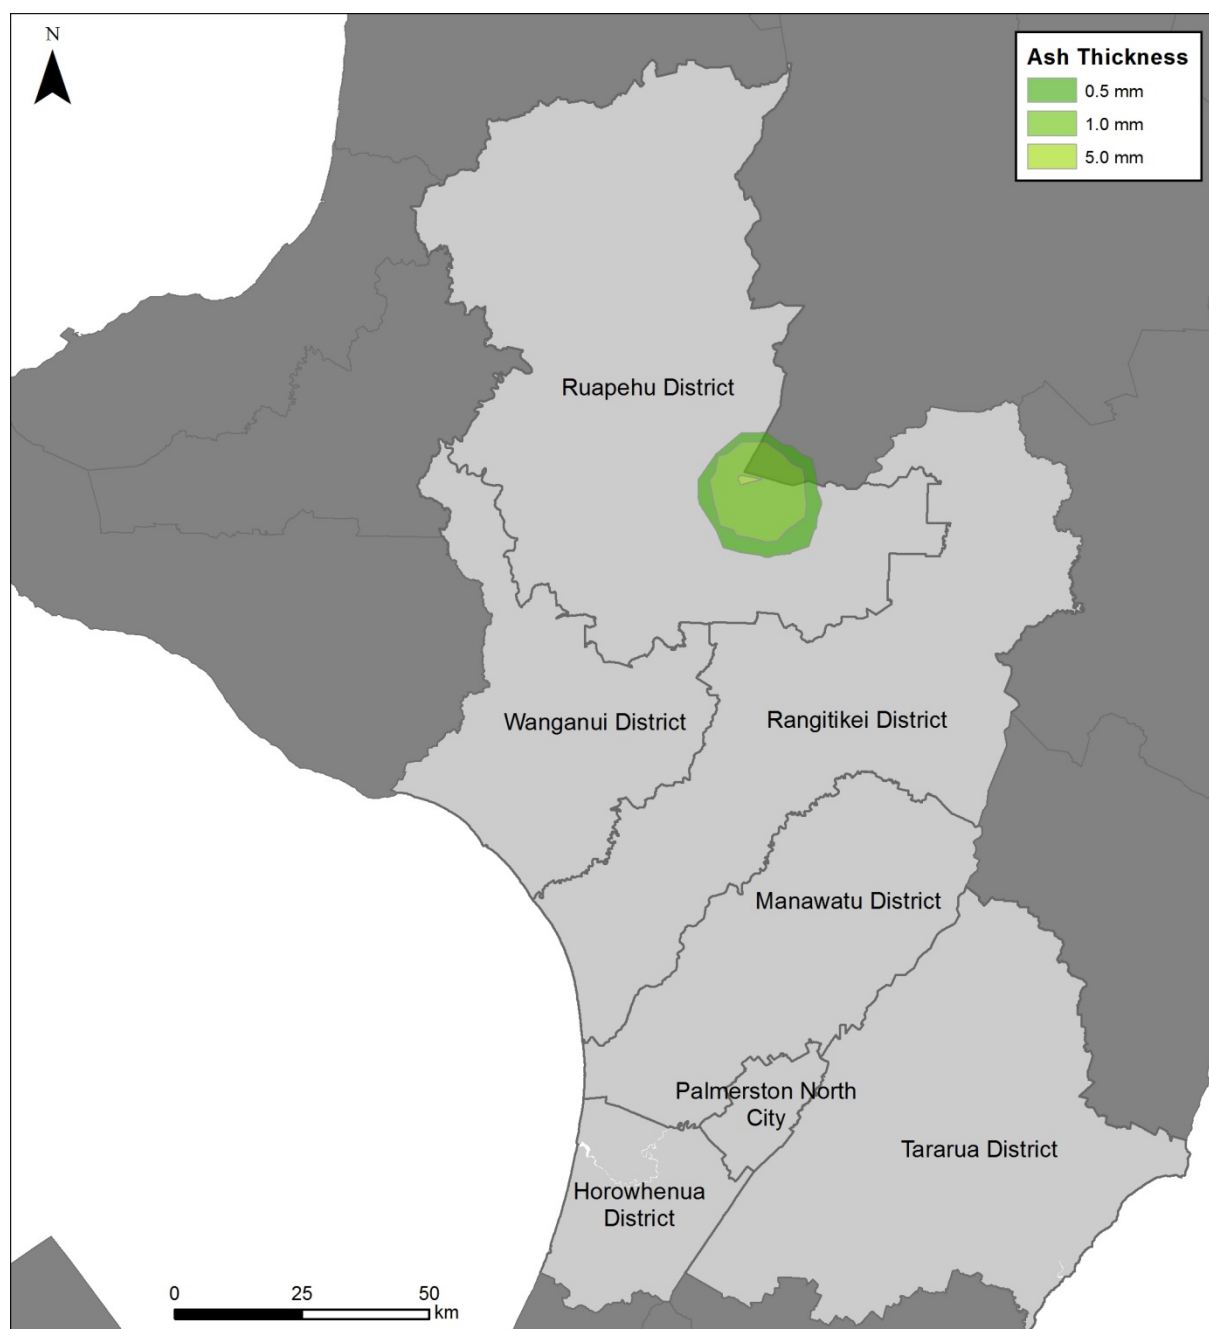 N
Ash Thickness
0.5 mm
1.0 mm
5.0 mm
Ruapehu District
Wanganui District
Rangitikei District
Manawatu District
Palmerston North
City
Tararua District
Horowhenua
District
0 25 50
km